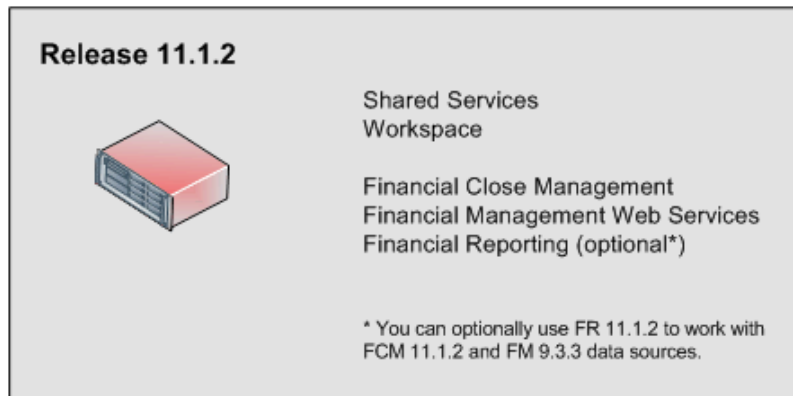 Release 11.1.2
Shared Services
Workspace
Financial Close Management
Financial Management Web Services
Financial Reporting (optional*)
* You can optionally use FR 11.1.2 to work with
FCM 11.1.2 and FM 9.3.3 data sources.